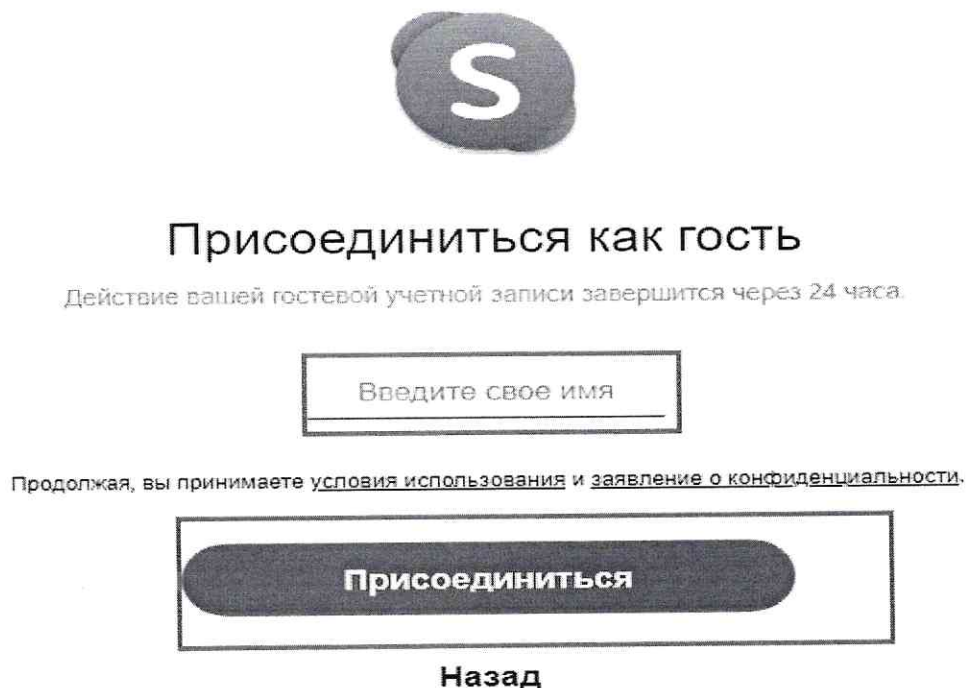 S
Присоединиться как гость
Действие вашей гостевой учетной записи завершится через 24 часа.
Введите свое имя
Продолжая, вы принимаете условия использования и заявление о конфиденциальности.
Присоединиться
Назад